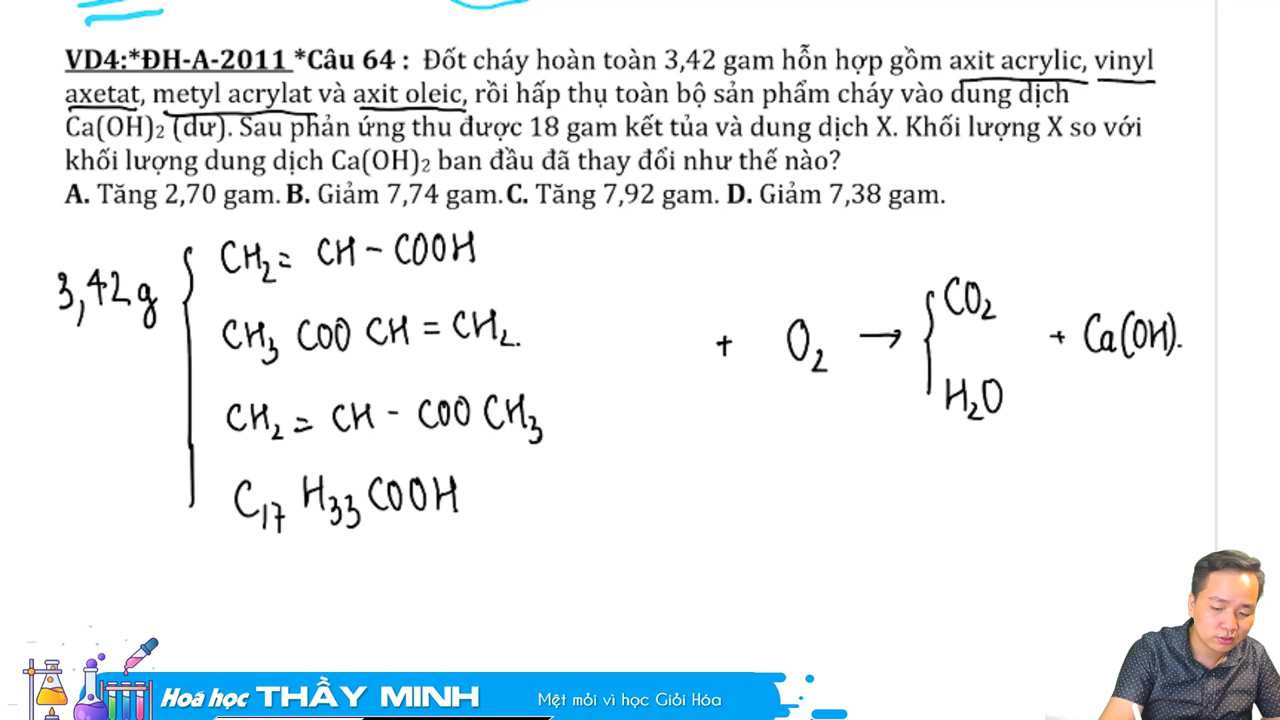 VD4:*ĐH-A-2011 *Câu 64 : Đốt cháy hoàn toàn 3,42 gam hỗn hợp gồm axit acrylic, vinyl
axetat, metyl acrylat và axit oleic, rồi hấp thụ toàn bộ sản phẩm cháy vào dung dịch
Ca(OH)₂ (dư). Sau phản ứng thu được 18 gam kết tủa và dung dịch X. Khối lượng X so với
khối lượng dung dịch Ca(OH)₂ ban đầu đã thay đổi như thế nào?
A. Tăng 2,70 gam. B. Giảm 7,74 gam. C. Tăng 7,92 gam. D. Giảm 7,38 gam.
3,42g
CH₂= CH – COOH
CH₃ COO CH = CH₂.
CH₂ = CH – COO CH₃
C₁₇ H₃₃ COOH
+ O₂ → CO₂ + Ca(OH).
H₂O
Hoá học THẦY MINH Mệt mỏi vì học Giỏi Hóa